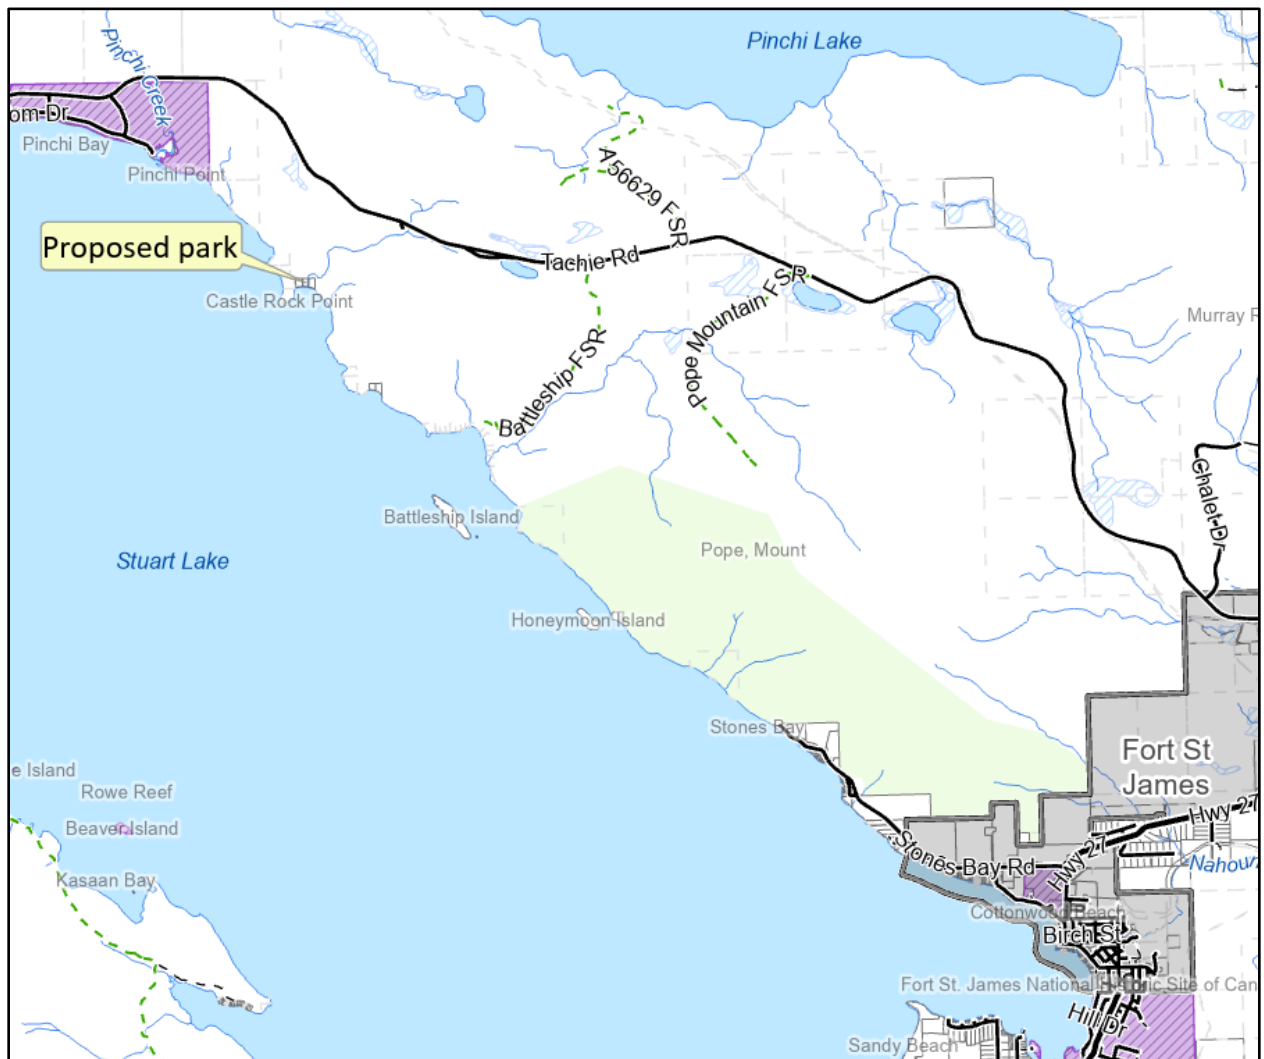 Pinchi Lake
Pinchi Creek
om Dr
Pinchi Bay
Pinchi Point
A56629 FSR
Proposed park
Tachie Rd
Castle Rock Point
Pope Mountain FSR
Murray R
Battleship FSR
Chalet Dr
Battleship Island
Pope, Mount
Stuart Lake
Honeymoon Island
Stones Bay
Fort St
James
e Island
Rowe Reef
Beaver Island
Hwy 27
Stones Bay Rd
Hwy 27
Nahoun
Kasaan Bay
Cottonwood Beach
Birch St
Fort St. James National Historic Site of Can
Hill Dr
Sandy Beach